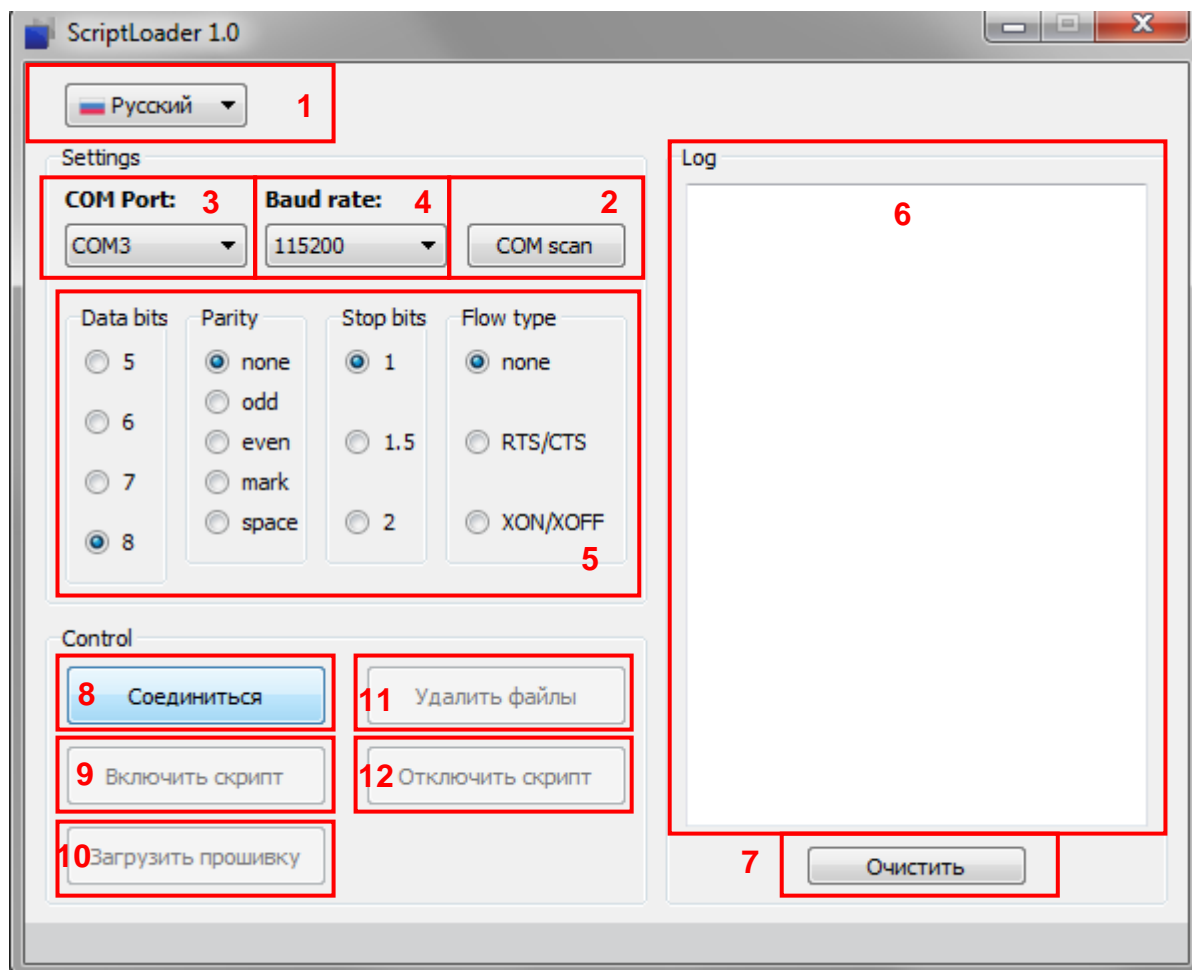 ScriptLoader 1.0
Русский 1
Settings
COM Port: 3 Baud rate: 4 2
COM3 115200 COM scan
Data bits Parity Stop bits Flow type
5 none 1 none
odd
6 even 1.5 RTS/CTS
7 mark
space 2 XON/XOFF
8
5
Control
8 Соединиться 11 Удалить файлы
9 Включить скрипт 12 Отключить скрипт
10 Загрузить прошивку
Log
6
7 Очистить